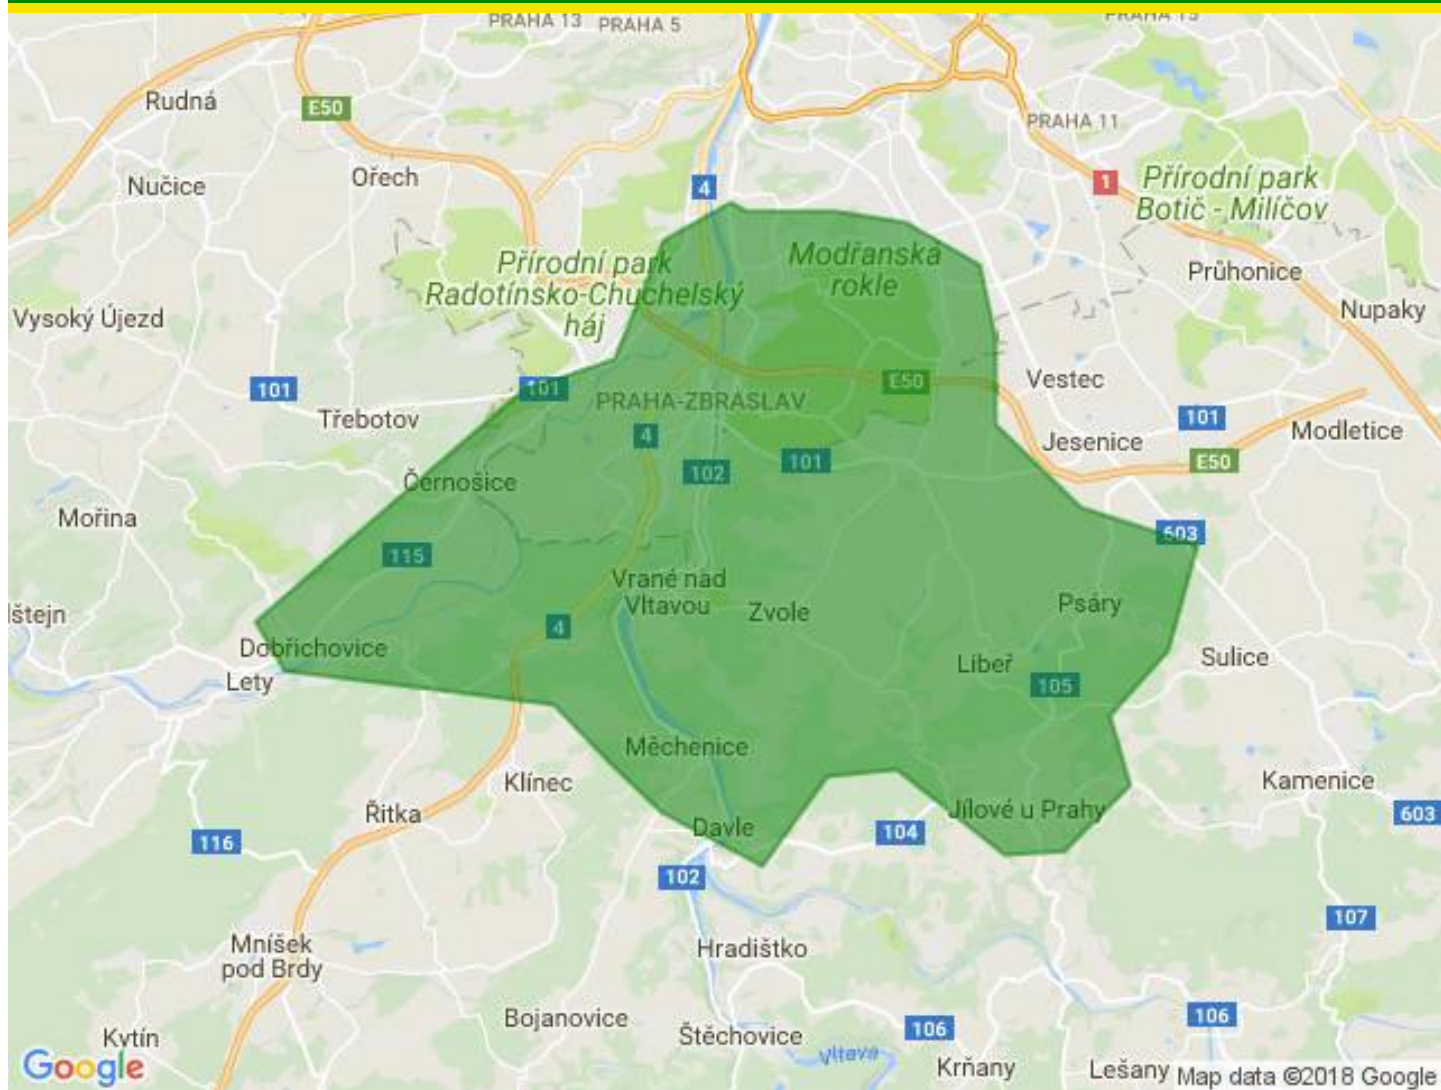 PRAHA 13
PRAHA 5
PRAHA 15
Rudná
E50
PRAHA 11
Nučice
Ořech
4
1
Přírodní park
Botič - Milíčov
Přírodní park
Radotínsko-Chuchelský
háj
Modřanská
rokle
Průhonice
Nupaky
Vysoký Újezd
101
101
E50
Vestec
PRAHA-ZBRASLAV
Třebotov
4
101
Modletice
Jesenice
102
101
E50
Černošice
Mořina
603
115
Vrané nad
Vltavou
Zvole
Psáry
lštejn
4
Dobřichovice
Libeř
Sulice
Lety
105
Měchenice
Klínec
Kamenice
Řitka
Jílové u Prahy
603
Davle
104
116
102
107
Mníšek
pod Brdy
Hradištko
Bojanovice
106
106
Kytín
Štěchovice
Vltava
Krňany
Lešany
Google
Map data ©2018 Google